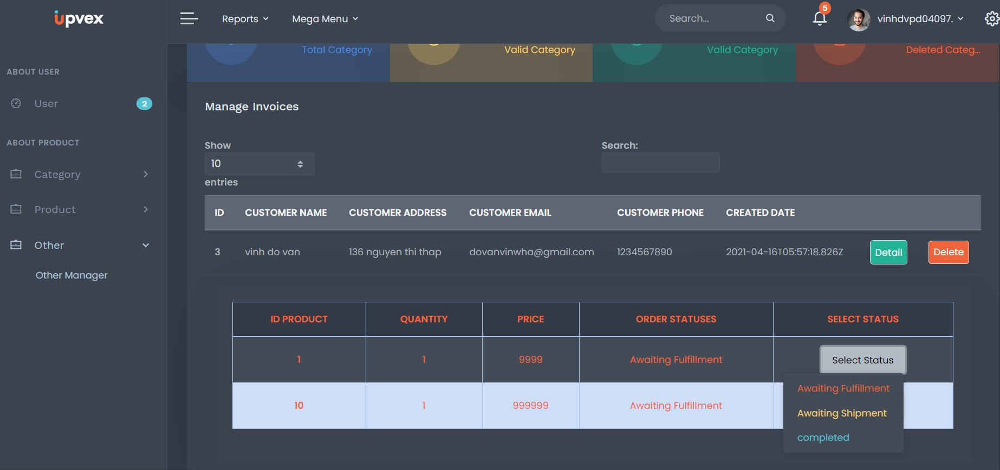 upvex
Reports
Mega Menu
Search...
5
vinhdvpd04097.
Total Category
Valid Category
Valid Category
Deleted Categ...
ABOUT USER
User
2
ABOUT PRODUCT
Category
Product
Other
Other Manager
Manage Invoices
Show
10
entries
Search:
ID CUSTOMER NAME CUSTOMER ADDRESS CUSTOMER EMAIL CUSTOMER PHONE CREATED DATE
3 vinh do van 136 nguyen thi thap dovanvinwha@gmail.com 1234567890 2021-04-16T05:57:18.826Z Detail Delete
ID PRODUCT QUANTITY PRICE ORDER STATUSES SELECT STATUS
1 1 9999 Awaiting Fulfillment Select Status
10 1 999999 Awaiting Fulfillment
Awaiting Fulfillment
Awaiting Shipment
completed